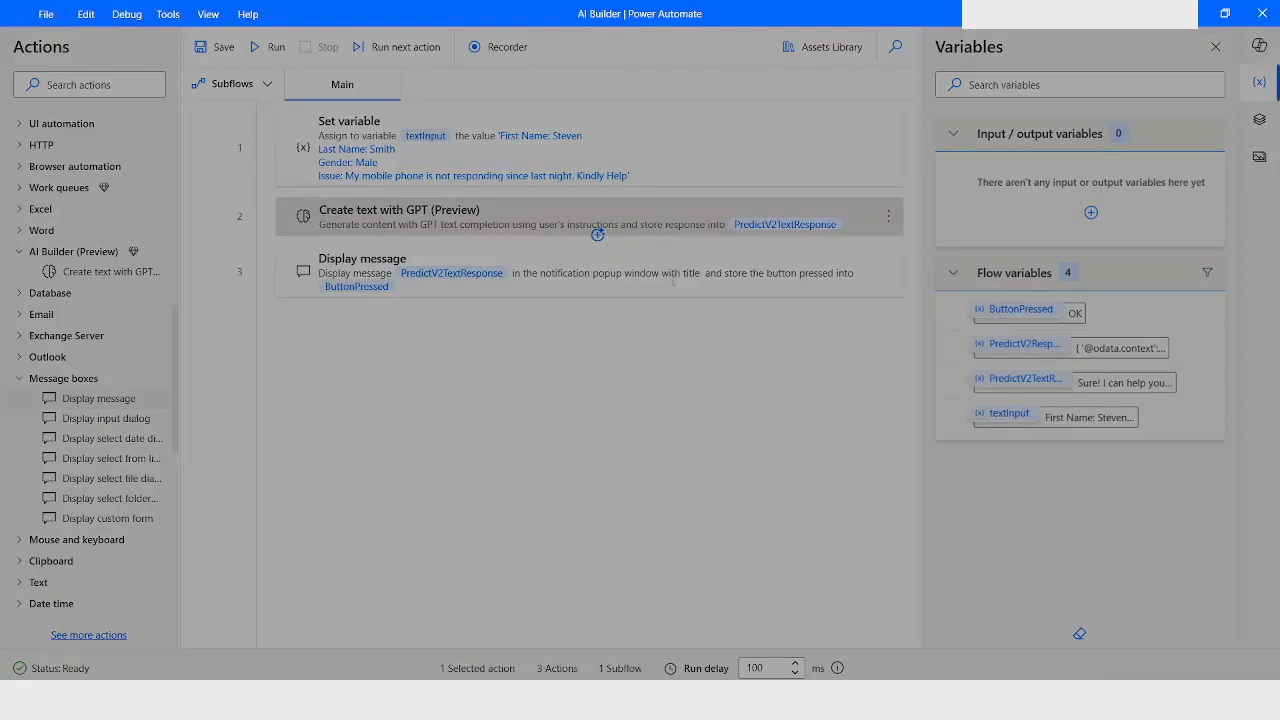 File Edit Debug Tools View Help AI Builder | Power Automate
Actions
Search actions
UI automation
HTTP
Browser automation
Work queues
Excel
Word
AI Builder (Preview)
Create text with GPT...
Database
Email
Exchange Server
Outlook
Message boxes
Display message
Display input dialog
Display select date di...
Display select from li...
Display select file dia...
Display select folder...
Display custom form
Mouse and keyboard
Clipboard
Text
Date time
See more actions
Save Run Stop Run next action Recorder Assets Library
Subflows Main
1
{x}
Set variable
Assign to variable textInput the value 'First Name: Steven
Last Name: Smith
Gender: Male
Issue: My mobile phone is not responding since last night. Kindly Help'
2
Create text with GPT (Preview)
Generate content with GPT text completion using user's instructions and store response into PredictV2TextResponse
3
Display message
Display message PredictV2TextResponse in the notification popup window with title and store the button pressed into
ButtonPressed
Variables
{x}
Search variables
Input / output variables 0
There aren't any input or output variables here yet
Flow variables 4
{x} ButtonPressed OK
{x} PredictV2Resp... { '@odata.context':...
{x} PredictV2TextR... Sure! I can help you...
{x} textInput First Name: Steven...
Status: Ready 1 Selected action 3 Actions 1 Subflow Run delay 100 ms